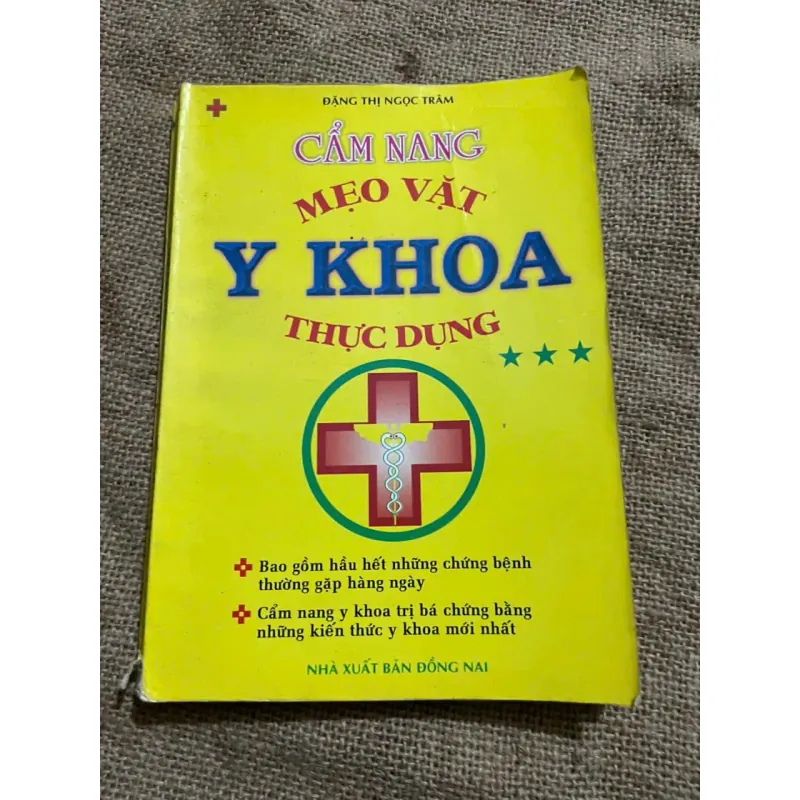 ĐẶNG THỊ NGỌC TRÂM
CẨM NANG
MẸO VẶT
Y KHOA
THỰC DỤNG
Bao gồm hầu hết những chứng bệnh
thường gặp hàng ngày
Cẩm nang y khoa trị bá chứng bằng
những kiến thức y khoa mới nhất
NHÀ XUẤT BẢN ĐỒNG NAI